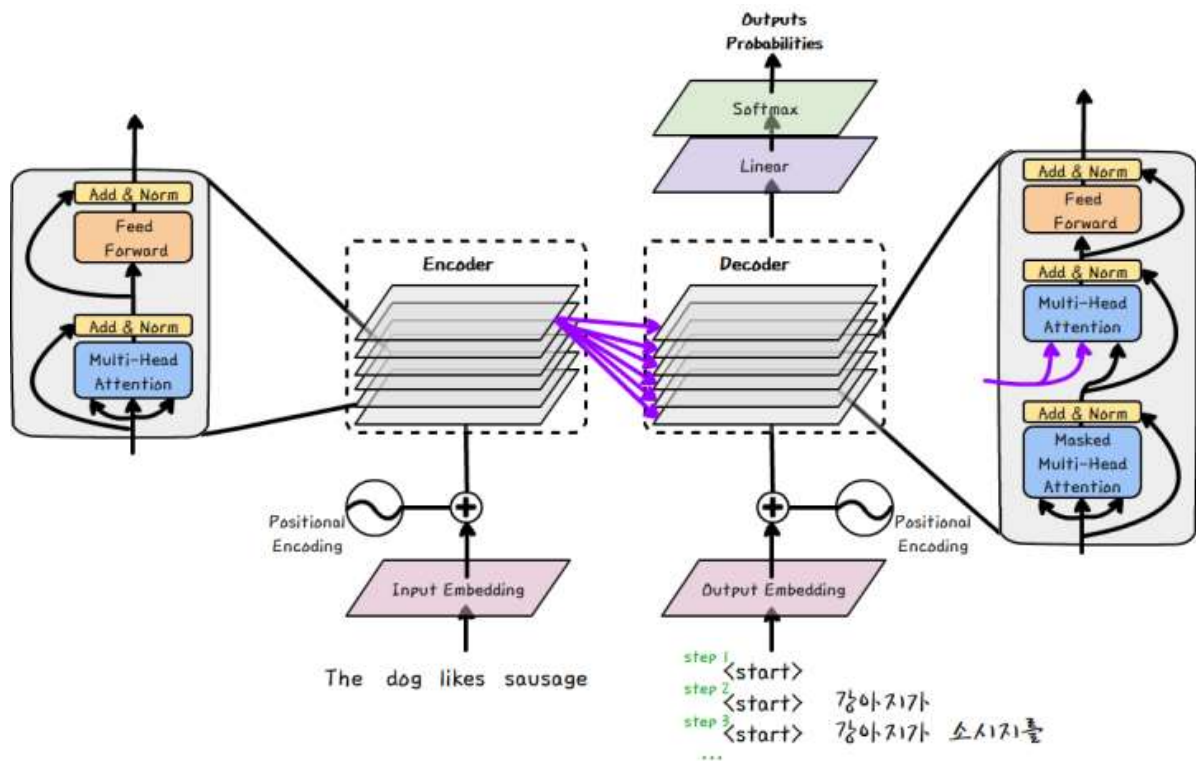 Outputs
Probabilities
Softmax
Linear
Add & Norm
Feed
Forward
Add & Norm
Multi-Head
Attention
Encoder
Decoder
Add & Norm
Feed
Forward
Add & Norm
Multi-Head
Attention
Add & Norm
Masked
Multi-Head
Attention
Positional
Encoding
Positional
Encoding
Input Embedding
Output Embedding
The dog likes sausage
step 1 <start>
step 2 <start> 강아지가
step 3 <start> 강아지가 소시지를
...